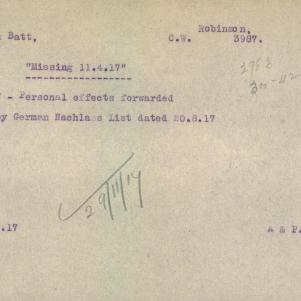 Batt, Robinson,
C.W. 3987.
"Missing 11.4.17"
- Personal effects forwarded
y German Nachlass List dated 20.8.17
29/11/17
.17 A & P.